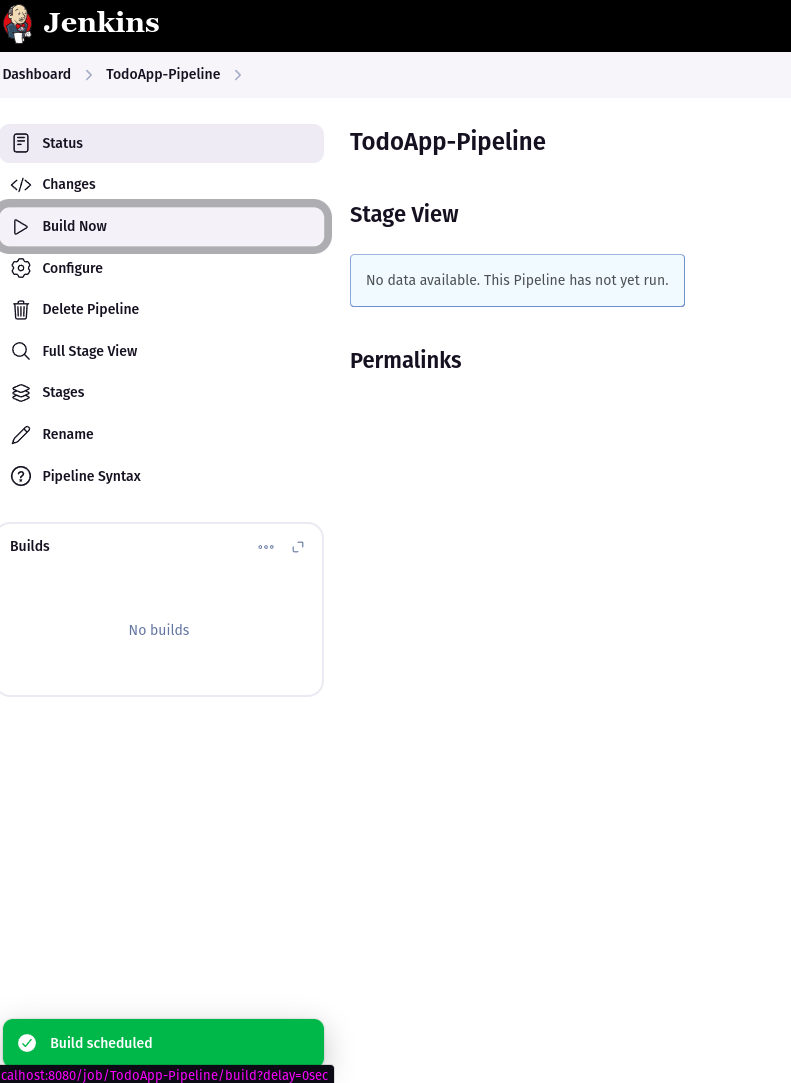 Jenkins
Dashboard
TodoApp-Pipeline
Status
Changes
Build Now
Configure
Delete Pipeline
Full Stage View
Stages
Rename
Pipeline Syntax
Builds
No builds
TodoApp-Pipeline
Stage View
No data available. This Pipeline has not yet run.
Permalinks
Build scheduled
calhost:8080/job/TodoApp-Pipeline/build?delay=0sec